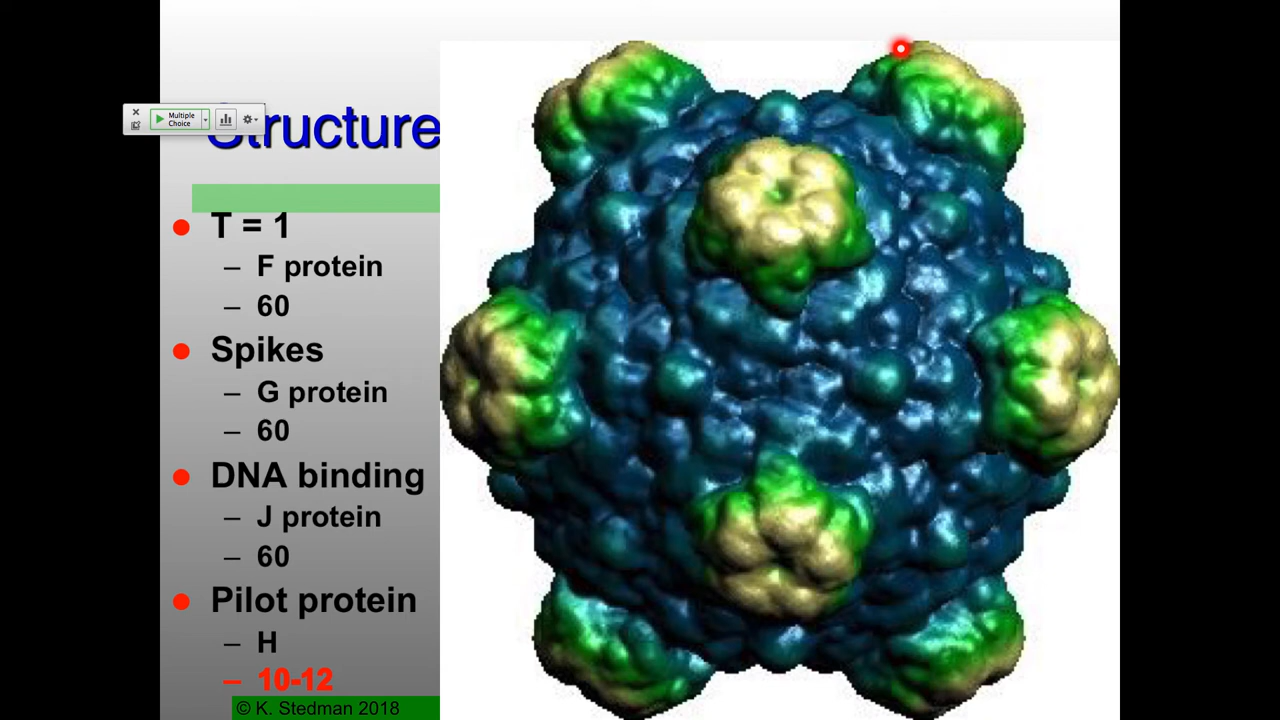 Multiple
Choice
Structure
T = 1
– F protein
– 60
Spikes
– G protein
– 60
DNA binding
– J protein
– 60
Pilot protein
– H
– 10-12
© K. Stedman 2018